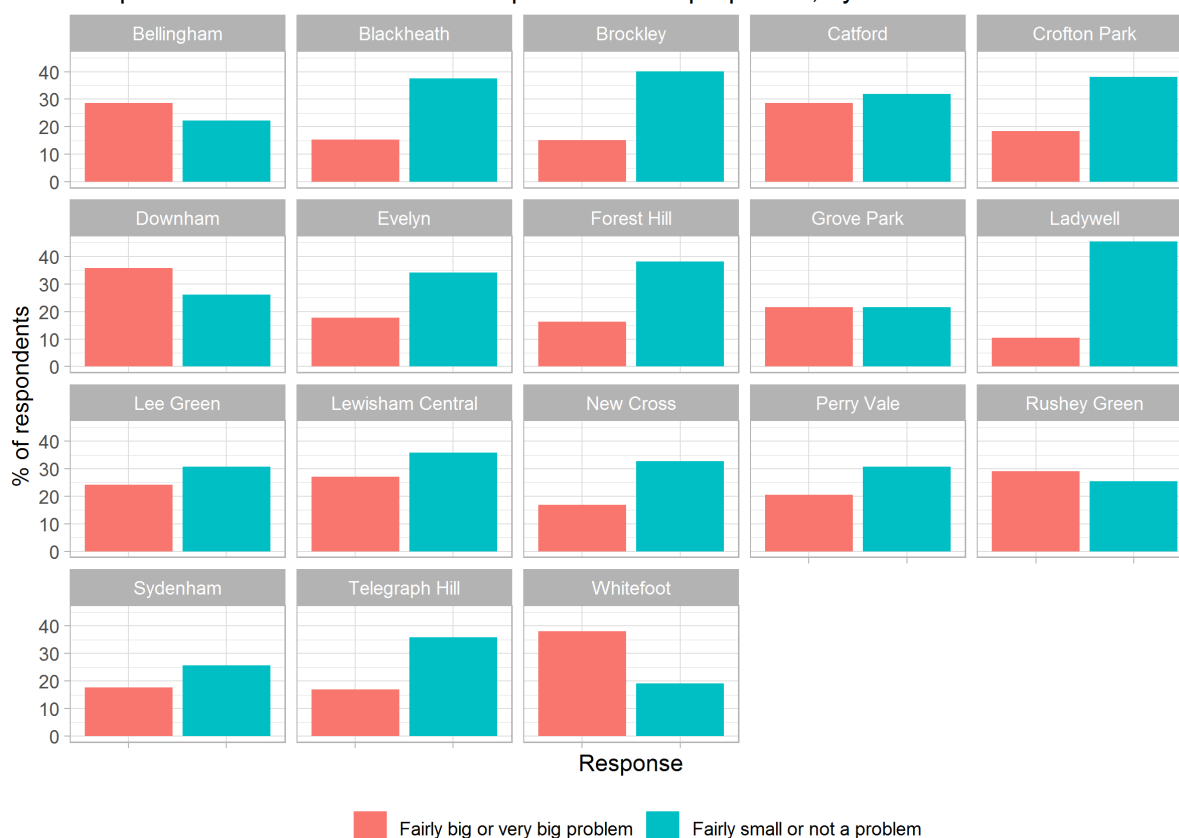 Bellingham Blackheath Brockley Catford Crofton Park
40
30
20
10
0
Downham Evelyn Forest Hill Grove Park Ladywell
40
30
20
10
0
Lee Green Lewisham Central New Cross Perry Vale Rushey Green
40
30
20
10
0
Sydenham Telegraph Hill Whitefoot
40
30
20
10
0
% of respondents
Response
Fairly big or very big problem Fairly small or not a problem